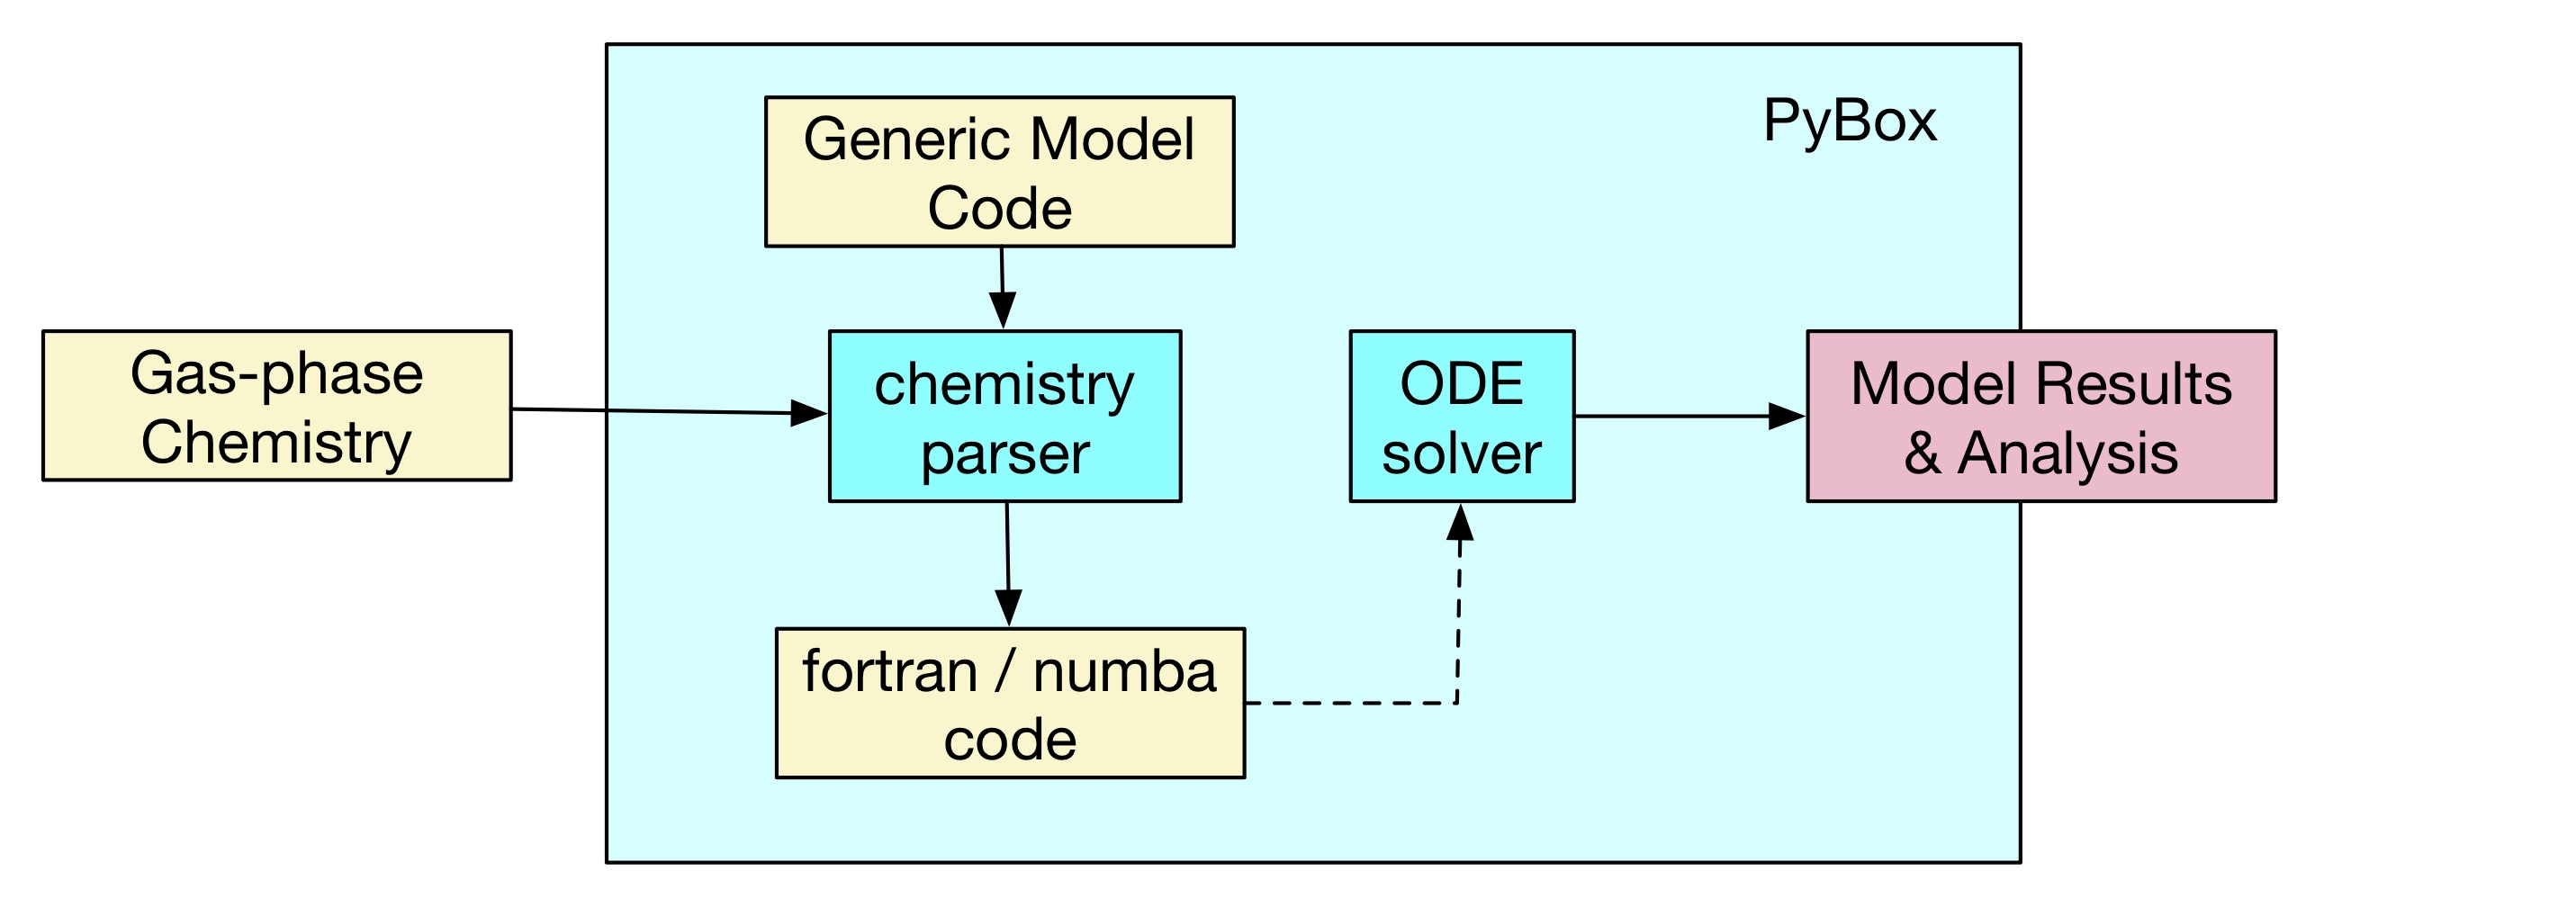 PyBox
Generic Model
Code
Gas-phase
Chemistry
chemistry
parser
ODE
solver
Model Results
& Analysis
fortran / numba
code